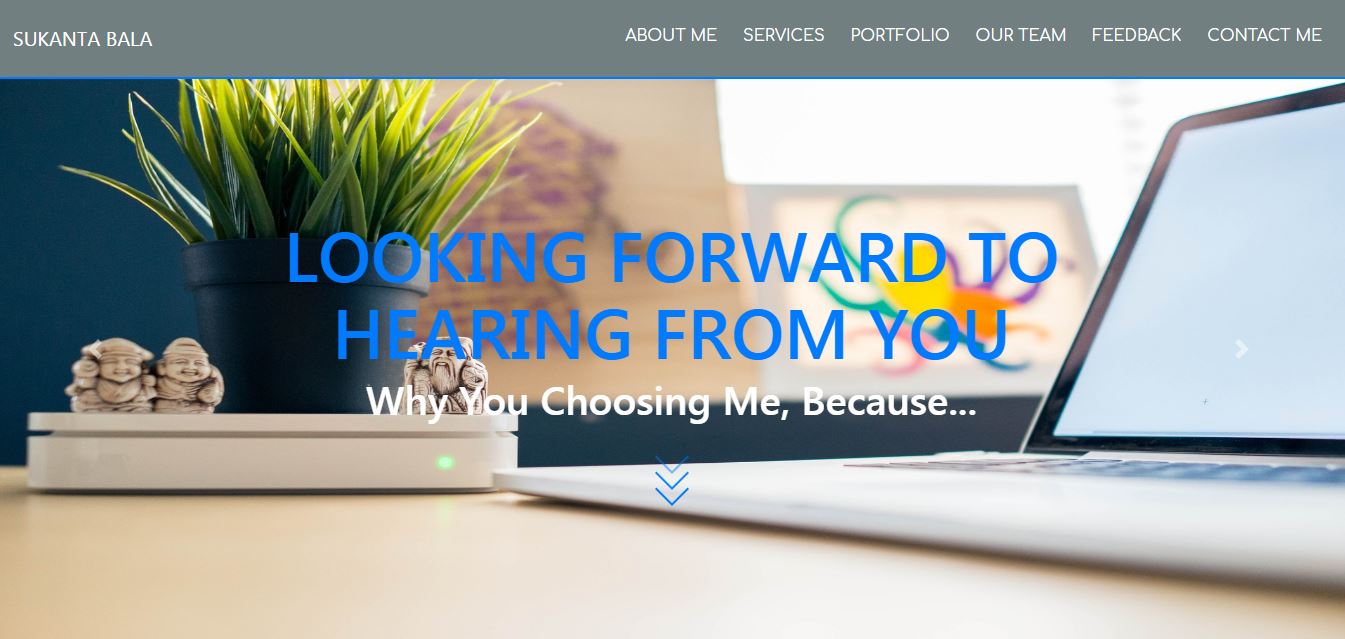 SUKANTA BALA
ABOUT ME SERVICES PORTFOLIO OUR TEAM FEEDBACK CONTACT ME
LOOKING FORWARD TO
HEARING FROM YOU
Why You Choosing Me, Because...